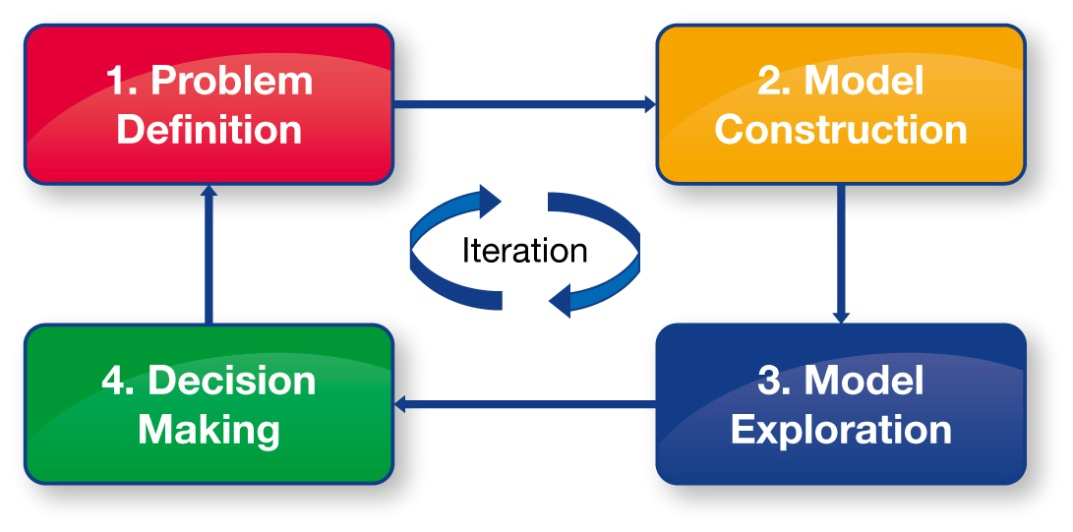 1. Problem
Definition
2. Model
Construction
Iteration
4. Decision
Making
3. Model
Exploration